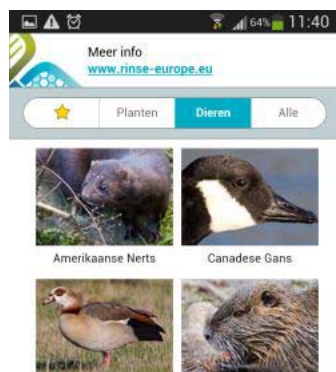 64% 11:40
Meer info
www.rinse-europe.eu
Planten Dieren Alle
Amerikaanse Nerts Canadese Gans